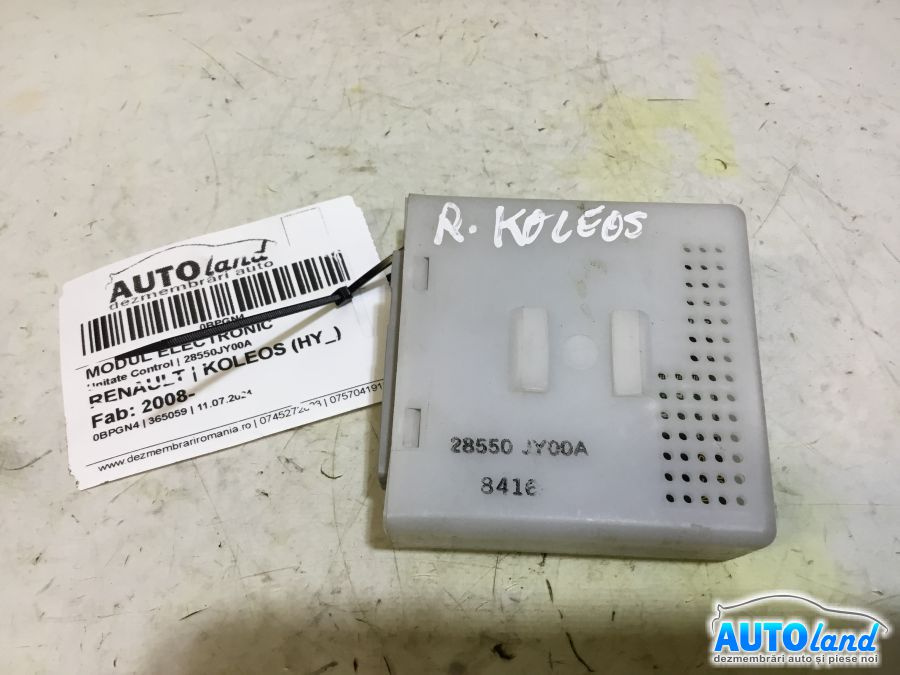 AUTOland
dezmembrări auto
0BPGN4
MODUL ELECTRONIC
Unitate Control | 28550JY00A
RENAULT | KOLEOS (HY_)
Fab: 2008-
0BPGN4 | 365059 | 11.07.2024
www.dezmembrariromania.ro |
R. KOLEOS
28550 JY00A
8416
AUTOland
dezmembrări auto și piese noi